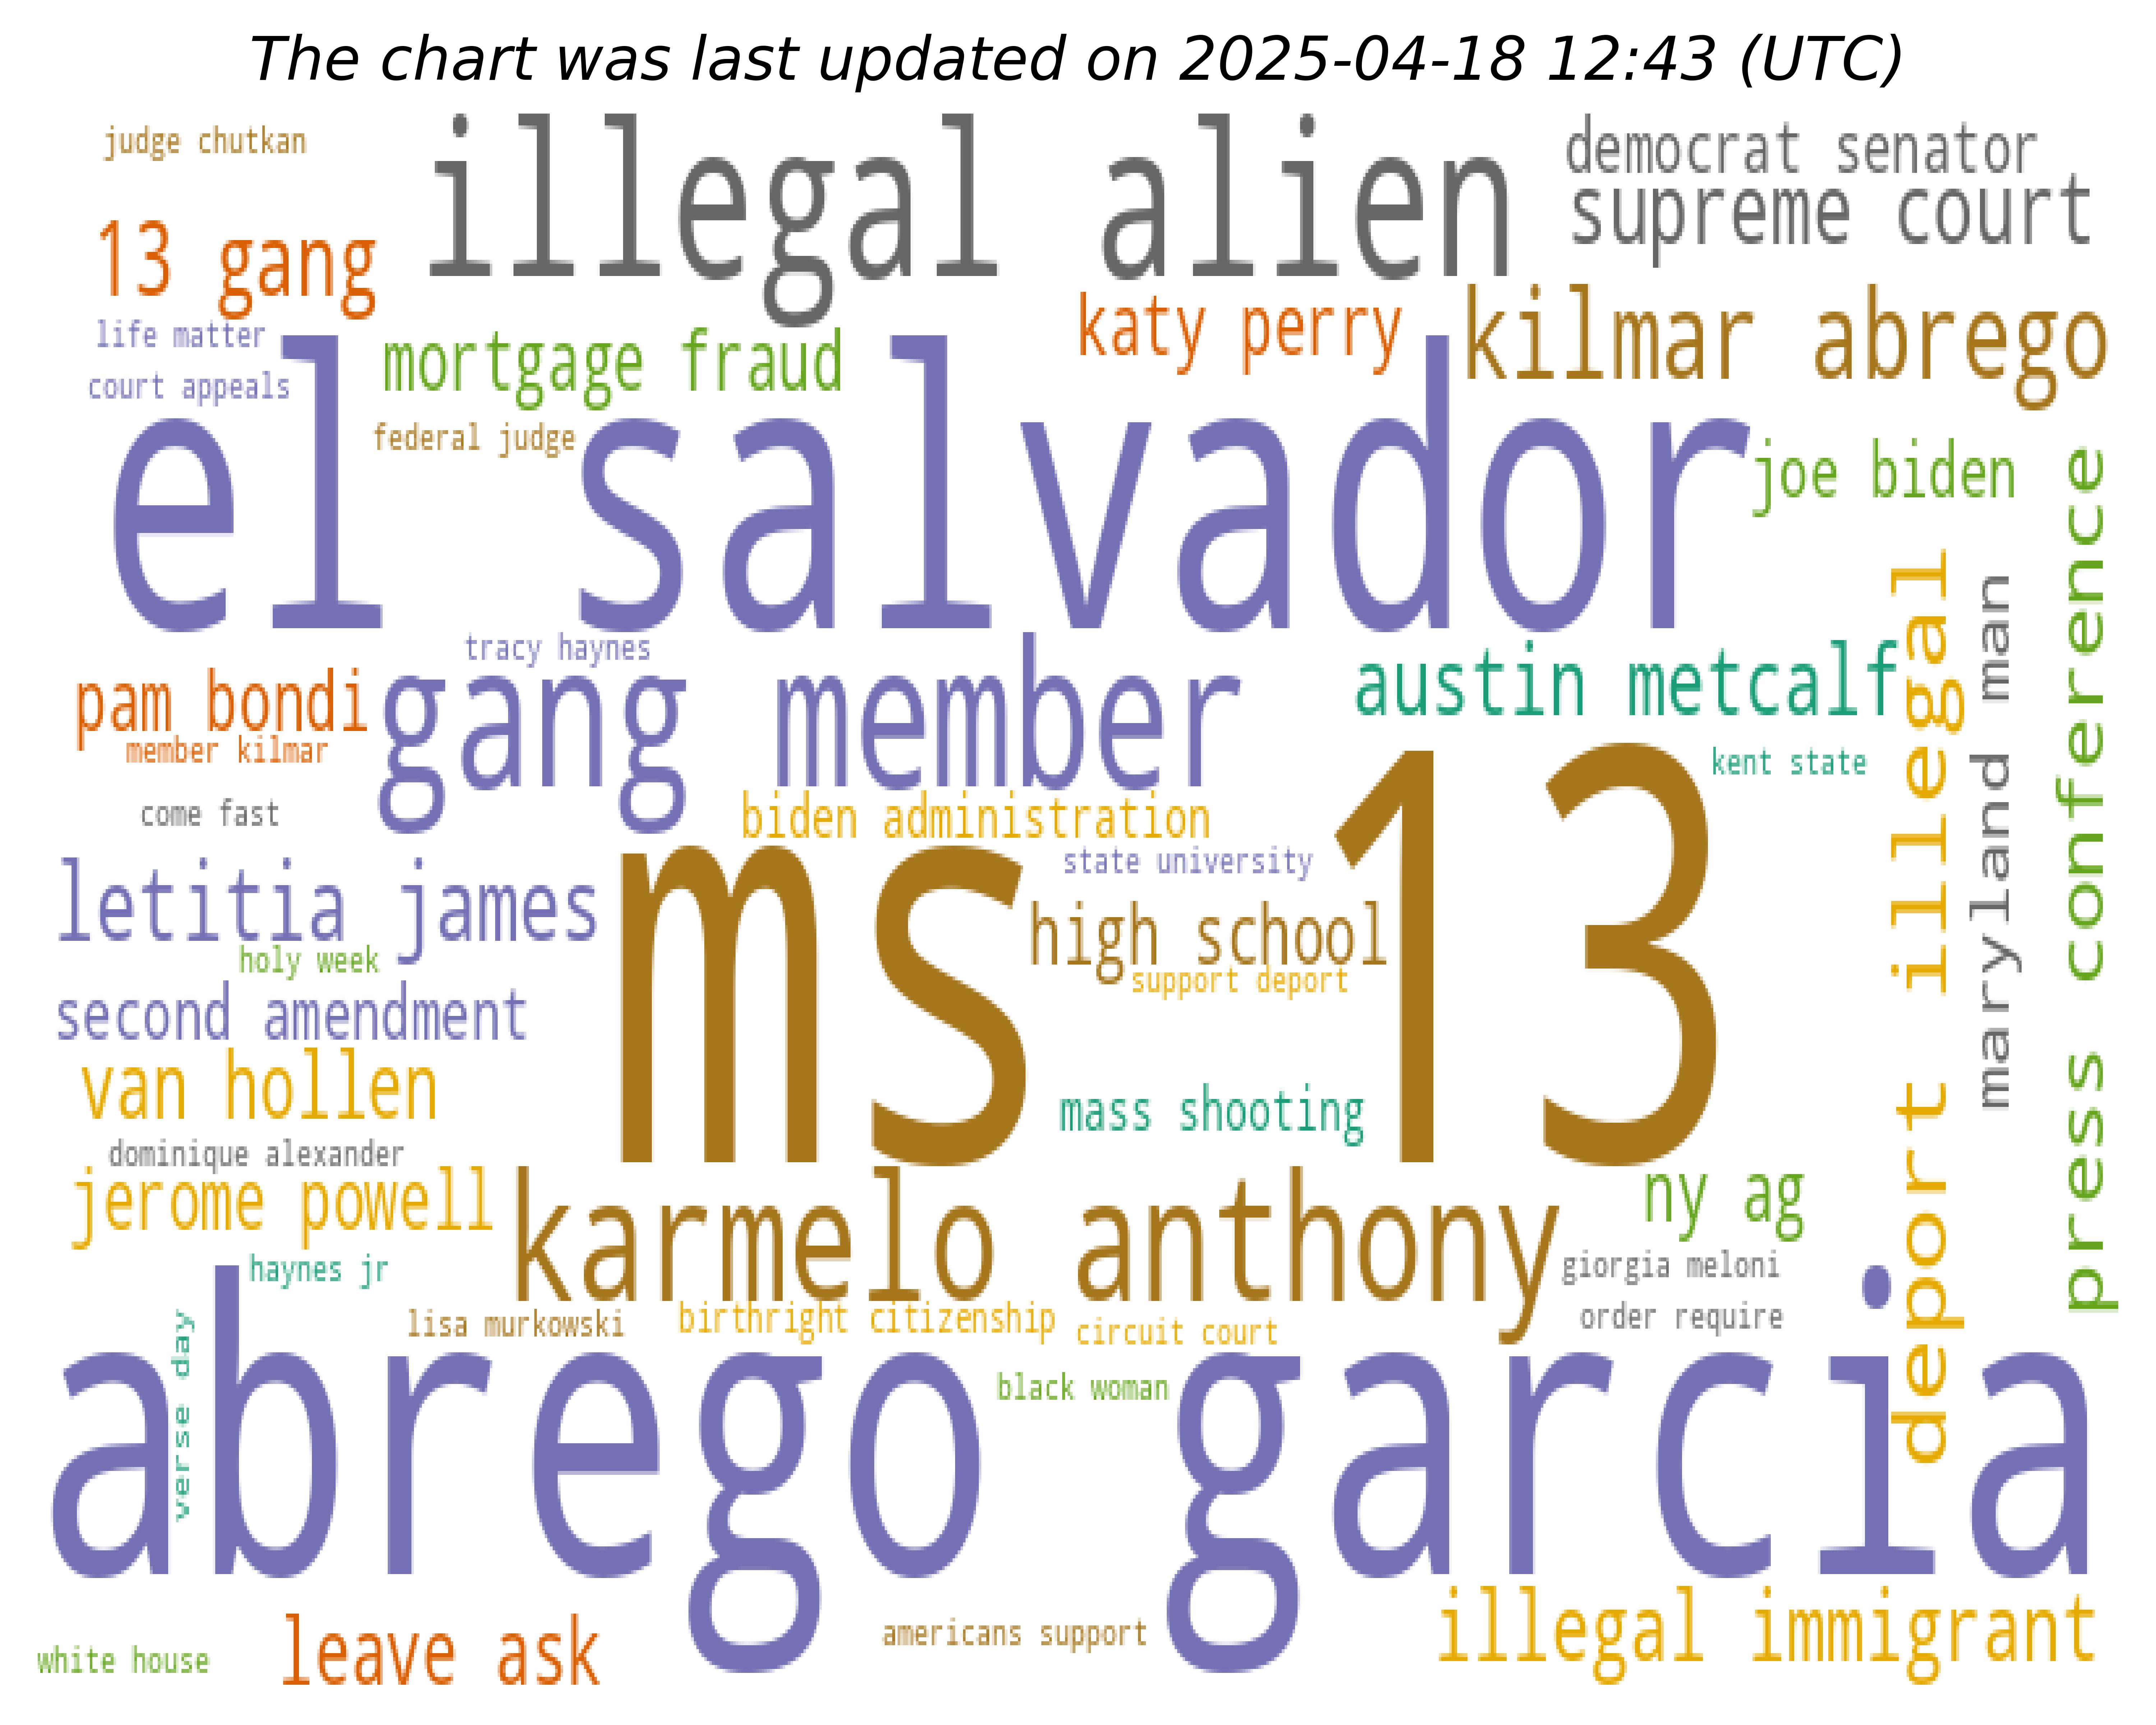 The chart was last updated on 2025-04-18 12:43 (UTC)
judge chutkan
illegal alien
democrat senator
supreme court
13 gang
katy perry
kilmar abrego
life matter
mortgage fraud
court appeals
federal judge
el salvador
joe biden
press conference
deport illegal
maryland man
tracy haynes
pam bondi
gang member
austin metcalf
member kilmar
kent state
come fast
biden administration
ms 13
state university
letitia james
high school
holy week
support deport
second amendment
van hollen
mass shooting
dominique alexander
jerome powell
karmelo anthony
ny ag
haynes jr
giorgia meloni
lisa murkowski
birthright citizenship
circuit court
order require
verse day
black woman
abrego garcia
illegal immigrant
leave ask
americans support
white house